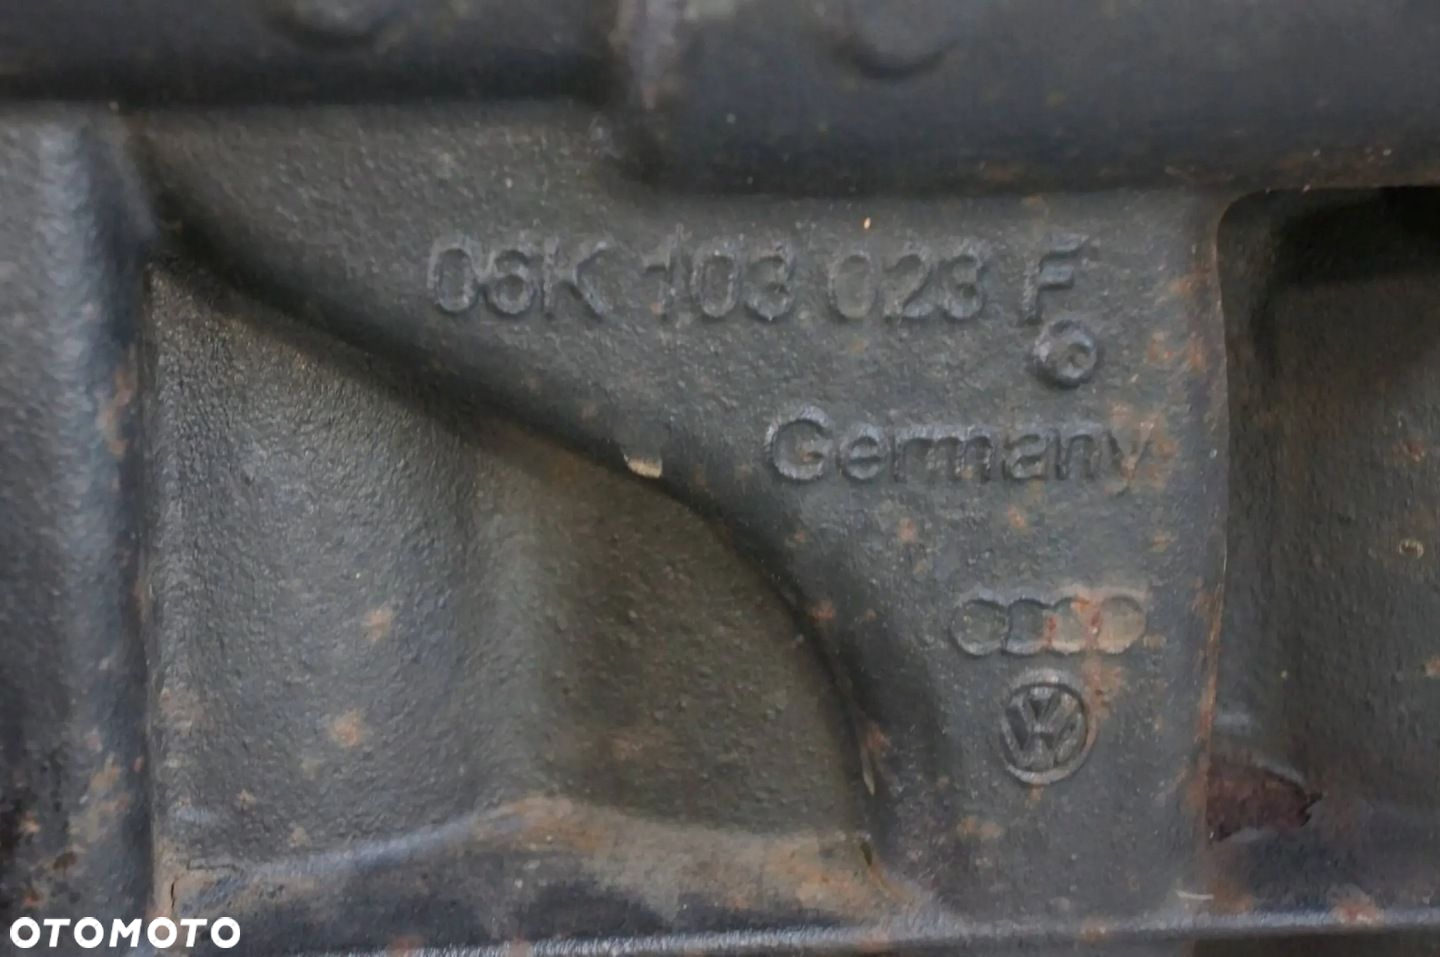 06K 103 023 F
Germany
OTOMOTO